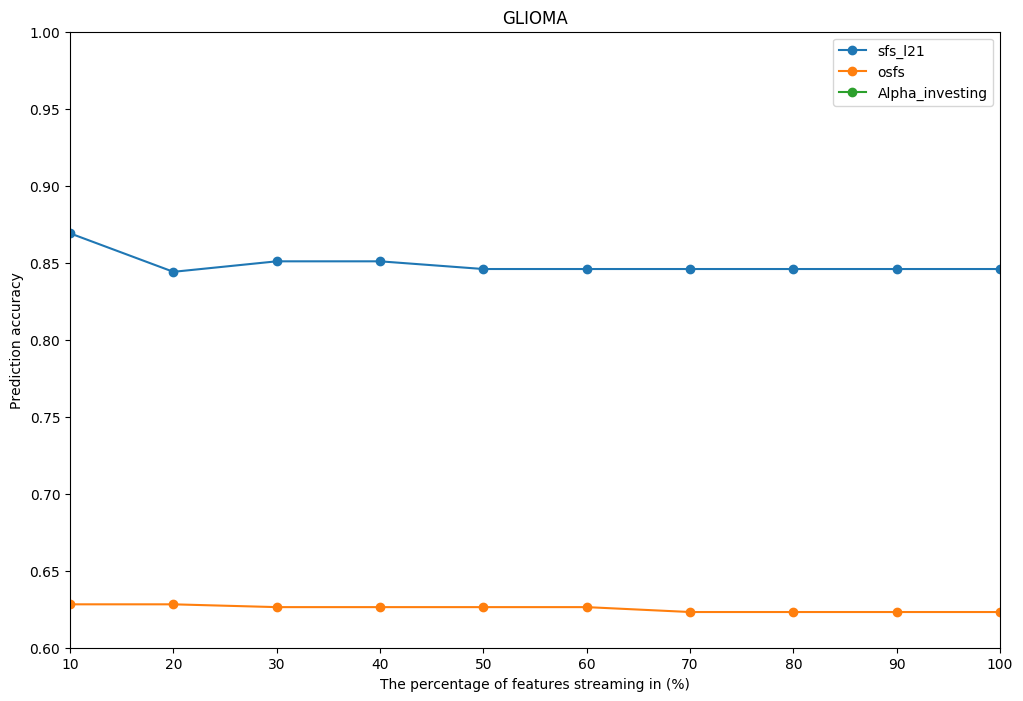 GLIOMA
sfs_l21
osfs
Alpha_investing
1.00
0.95
0.90
0.85
0.80
0.75
0.70
0.65
0.60
Prediction accuracy
10 20 30 40 50 60 70 80 90 100
The percentage of features streaming in (%)